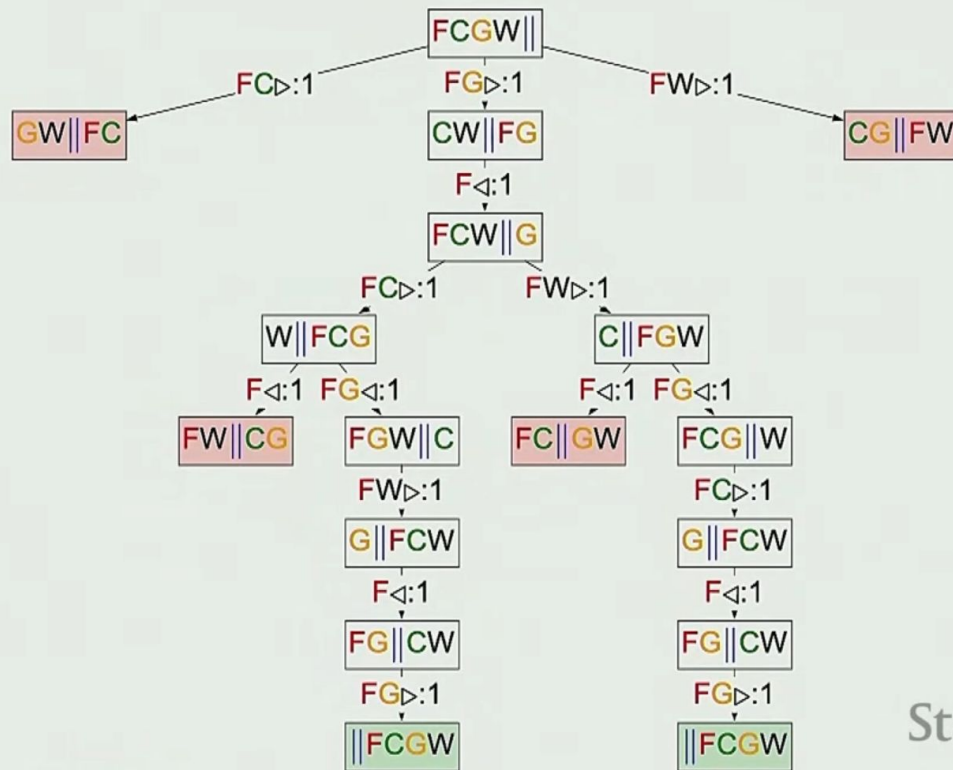 FCGW||
FC▷:1 FG▷:1 FW▷:1
GW||FC CW||FG CG||FW
F◁:1
FCW||G
FC▷:1 FW▷:1
W||FCG C||FGW
F◁:1 FG◁:1 F◁:1 FG◁:1
FW||CG FGW||C FC||GW FCG||W
FW▷:1 FC▷:1
G||FCW G||FCW
F◁:1 F◁:1
FG||CW FG||CW
FG▷:1 FG▷:1
St
||FCGW ||FCGW